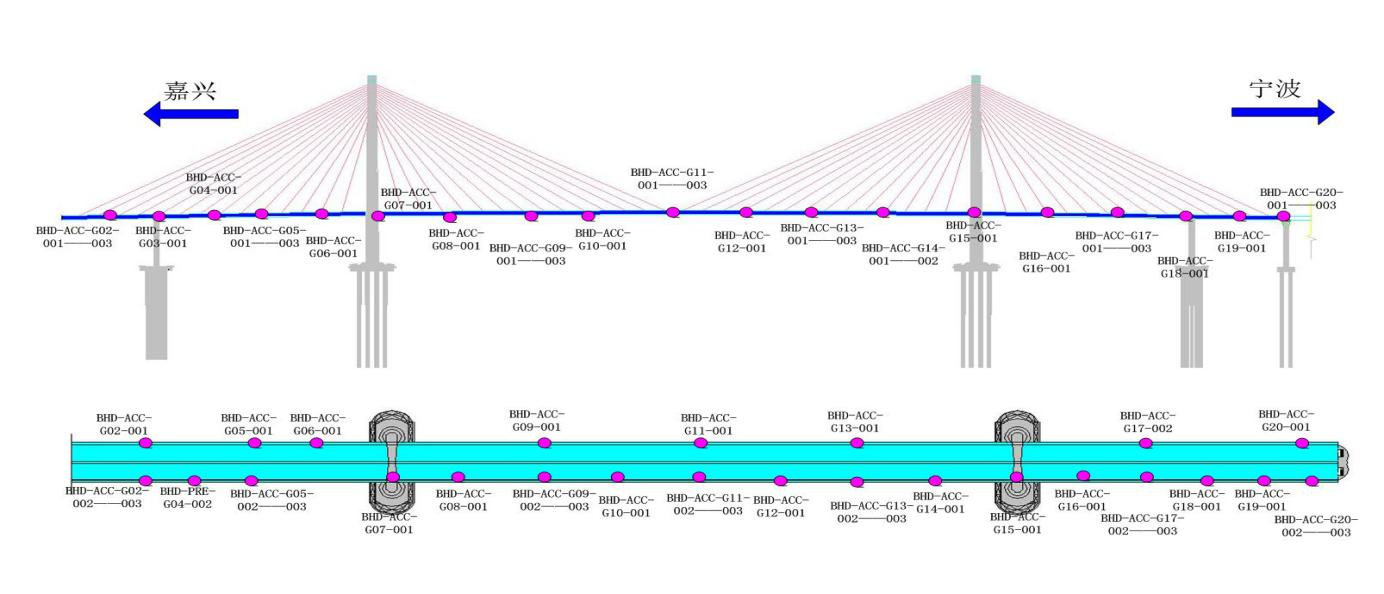 嘉兴
宁波
BHD-ACC-
G04-001
BHD-ACC-
G07-001
BHD-ACC-G11-
001——003
BHD-ACC-G20-
001——003
BHD-ACC-G02-
001——003
BHD-ACC-
G03-001
BHD-ACC-G05-
001——003
BHD-ACC-
G06-001
BHD-ACC-
G08-001
BHD-ACC-G09-
001——003
BHD-ACC-
G10-001
BHD-ACC-
G12-001
BHD-ACC-G13-
001——003
BHD-ACC-G14-
001——002
BHD-ACC-
G15-001
BHD-ACC-
G16-001
BHD-ACC-G17-
001——003
BHD-ACC-
G18-001
BHD-ACC-
G19-001
BHD-ACC-
G02-001
BHD-ACC-
G05-001
BHD-ACC-
G06-001
BHD-ACC-
G09-001
BHD-ACC-
G11-001
BHD-ACC-
G13-001
BHD-ACC-
G17-002
BHD-ACC-
G20-001
BHD-ACC-G02-
002——003
BHD-PRE-
G04-002
BHD-ACC-G05-
002——003
BHD-ACC-
G07-001
BHD-ACC-
G08-001
BHD-ACC-G09-
002——003
BHD-ACC-
G10-001
BHD-ACC-G11-
002——003
BHD-ACC-
G12-001
BHD-ACC-G13-
002——003
BHD-ACC-
G14-001
BHD-ACC-
G15-001
BHD-ACC-
G16-001
BHD-ACC-G17-
002——003
BHD-ACC-
G18-001
BHD-ACC-
G19-001
BHD-ACC-G20-
002——003